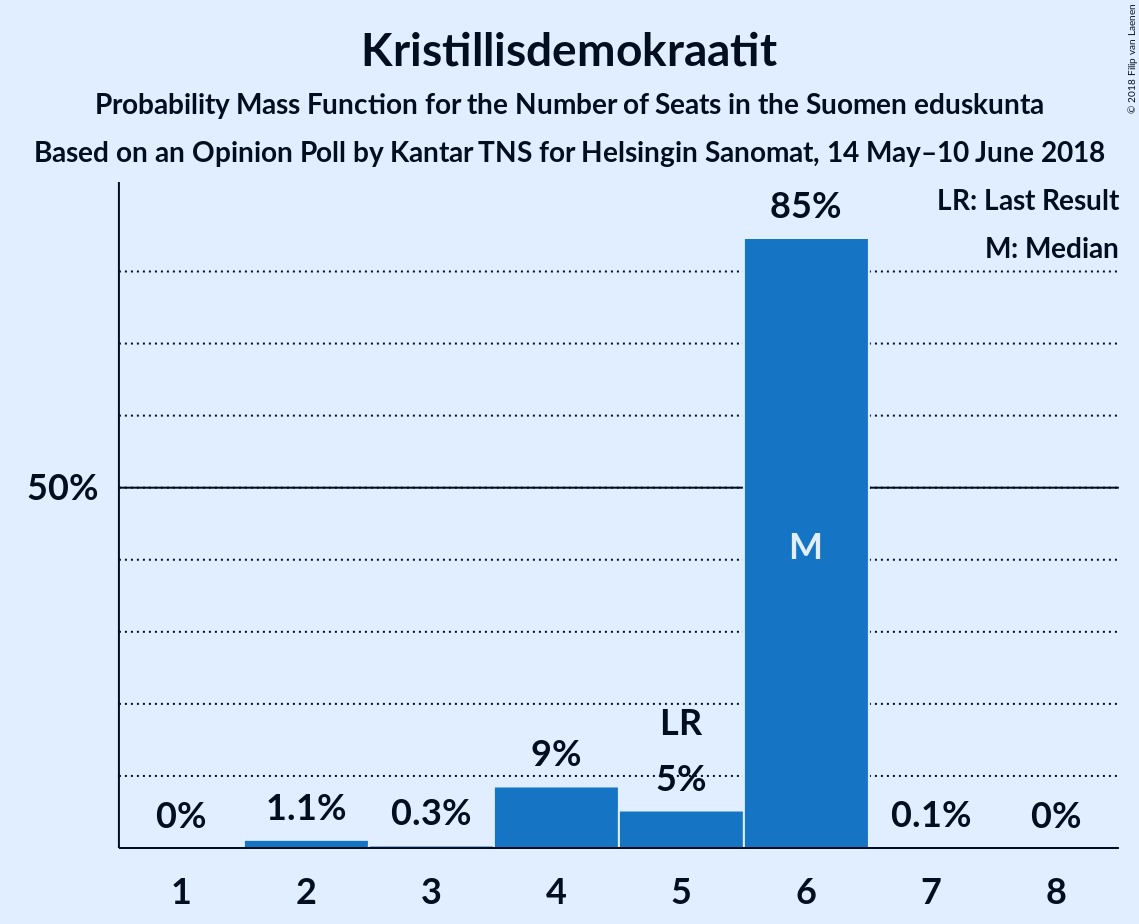 Kristillisdemokraatit
Probability Mass Function for the Number of Seats in the Suomen eduskunta
Based on an Opinion Poll by Kantar TNS for Helsingin Sanomat, 14 May–10 June 2018
© 2018 Filip van Laenen
LR: Last Result
M: Median
85%
50%
M
LR
9%
5%
0%
1.1%
0.3%
0.1%
0%
1 2 3 4 5 6 7 8